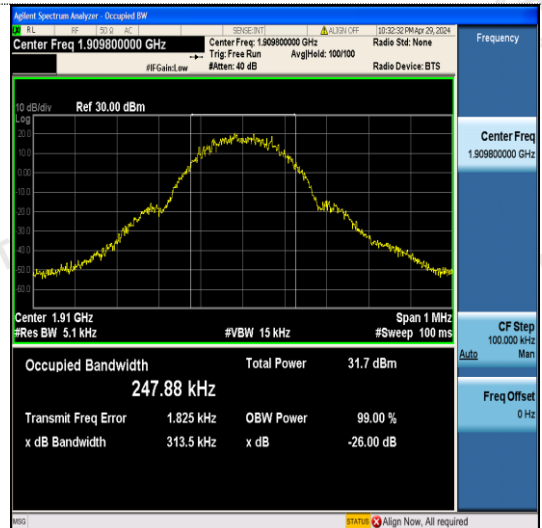 Agilent Spectrum Analyzer - Occupied BW
RL RF 50 Ω AC SENSE:INT ALIGN OFF 10:32:32 PM Apr 29, 2024
Center Freq 1.909800000 GHz
Center Freq: 1.909800000 GHz
Radio Std: None
Trig: Free Run Avg|Hold: 100/100
#IFGain:Low #Atten: 40 dB Radio Device: BTS
Frequency
10 dB/div Ref 30.00 dBm
Log
20.0
10.0
0.00
-10.0
-20.0
-30.0
-40.0
-50.0
-60.0
Center Freq
1.909800000 GHz
Center 1.91 GHz Span 1 MHz
#Res BW 5.1 kHz #VBW 15 kHz #Sweep 100 ms
CF Step
100.000 kHz
Auto Man
Occupied Bandwidth Total Power 31.7 dBm
247.88 kHz
Transmit Freq Error 1.825 kHz OBW Power 99.00 %
x dB Bandwidth 313.5 kHz x dB -26.00 dB
Freq Offset
0 Hz
MSG STATUS Align Now, All required